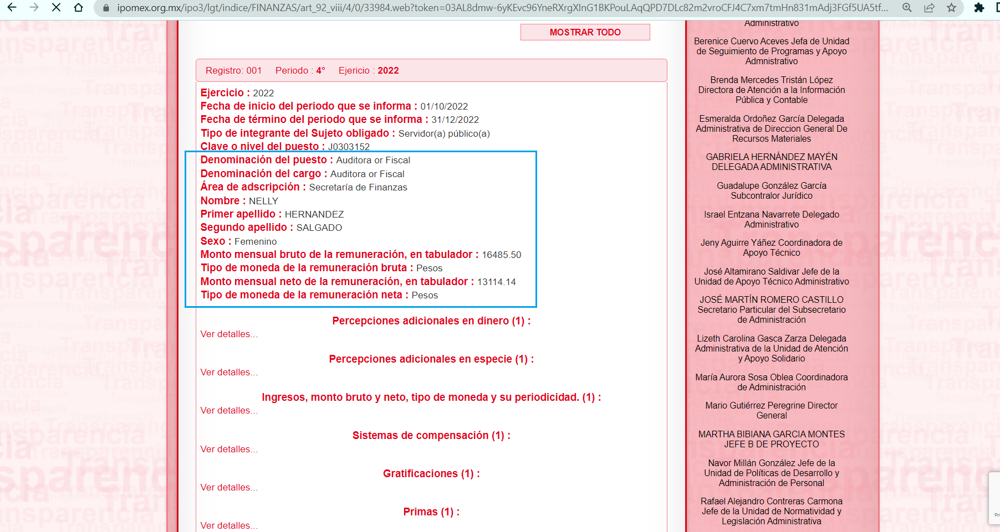 ipomex.org.mx/ipo3/lgt/indice/FINANZAS/art_92_viii/4/0/33984.web?token=03AL8dmw-6yKEvc96YneRXrgXInG1BKPouLAqQPD7DLc82m2vroCFJ4C7xm7tmHn831mAdj3FGf5UA5tf...
MOSTRAR TODO
Registro: 001 Periodo : 4° Ejericio : 2022
Ejercicio : 2022
Fecha de inicio del periodo que se informa : 01/10/2022
Fecha de término del periodo que se informa : 31/12/2022
Tipo de integrante del Sujeto obligado : Servidor(a) público(a)
Clave o nivel del puesto : J0303152
Denominación del puesto : Auditora or Fiscal
Denominación del cargo : Auditora or Fiscal
Área de adscripción : Secretaría de Finanzas
Nombre : NELLY
Primer apellido : HERNANDEZ
Segundo apellido : SALGADO
Sexo : Femenino
Monto mensual bruto de la remuneración, en tabulador : 16485.50
Tipo de moneda de la remuneración bruta : Pesos
Monto mensual neto de la remuneración, en tabulador : 13114.14
Tipo de moneda de la remuneración neta : Pesos
Percepciones adicionales en dinero (1) :
Ver detalles...
Percepciones adicionales en especie (1) :
Ver detalles...
Ingresos, monto bruto y neto, tipo de moneda y su periodicidad. (1) :
Ver detalles...
Sistemas de compensación (1) :
Ver detalles...
Gratificaciones (1) :
Ver detalles...
Primas (1) :
Ver detalles...
Administrativo
Berenice Cuervo Aceves Jefa de Unidad
de Seguimiento de Programas y Apoyo
Admnistrativo
Brenda Mercedes Tristán López
Directora de Atención a la Información
Pública y Contable
Esmeralda Ordoñez García Delegada
Administrativa de Direccion General De
Recursos Materiales
GABRIELA HERNÁNDEZ MAYÉN
DELEGADA ADMINISTRATIVA
Guadalupe González García
Subcontralor Jurídico
Israel Entzana Navarrete Delegado
Administrativo
Jeny Aguirre Yáñez Coordinadora de
Apoyo Técnico
José Altamirano Saldivar Jefe de la
Unidad de Apoyo Técnico Administrativo
JOSÉ MARTÍN ROMERO CASTILLO
Secretario Particular del Subsecretario
de Administración
Lizeth Carolina Gasca Zarza Delegada
Administrativa de la Unidad de Atención
y Apoyo Solidario
María Aurora Sosa Oblea Coordinadora
de Administración
Mario Gutiérrez Peregrine Director
General
MARTHA BIBIANA GARCIA MONTES
JEFE B DE PROYECTO
Navor Millán González Jefe de la
Unidad de Políticas de Desarrollo y
Administración de Personal
Rafael Alejandro Contreras Carmona
Jefe de la Unidad de Normatividad y
Legislación Administrativa